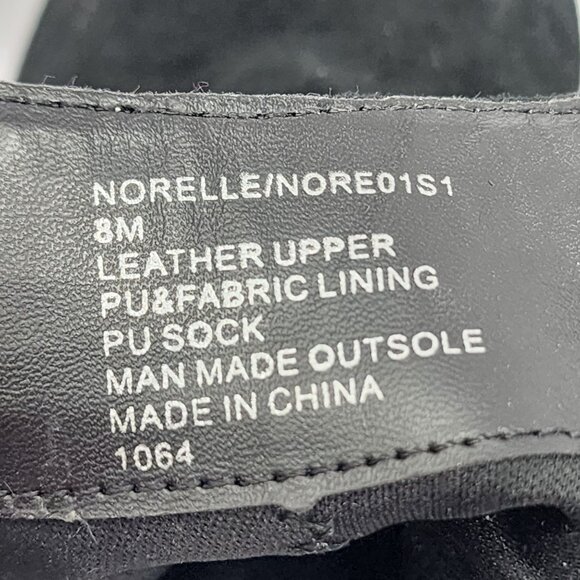 NORELLE/NORE01S1
8M
LEATHER UPPER
PU&FABRIC LINING
PU SOCK
MAN MADE OUTSOLE
MADE IN CHINA
1064